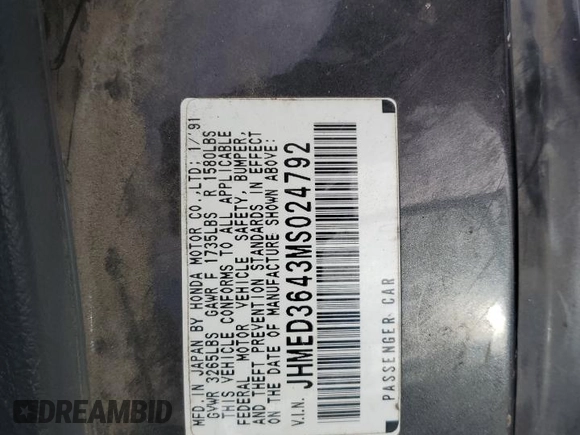 MFD.IN JAPAN BY HONDA MOTOR CO.,LTD; 1/'91
GVWR 3269LBS GAWR F 1735LBS R 1580LBS
THIS VEHICLE CONFORMS TO ALL APPLICABLE
FEDERAL MOTOR VEHICLE SAFETY, BUMPER,
AND THEFT PREVENTION STANDARDS IN EFFECT
ON THE DATE OF MANUFACTURE SHOWN ABOVE:
V.I.N. JHMED3643MS024792
PASSENGER CAR
DREAMBID